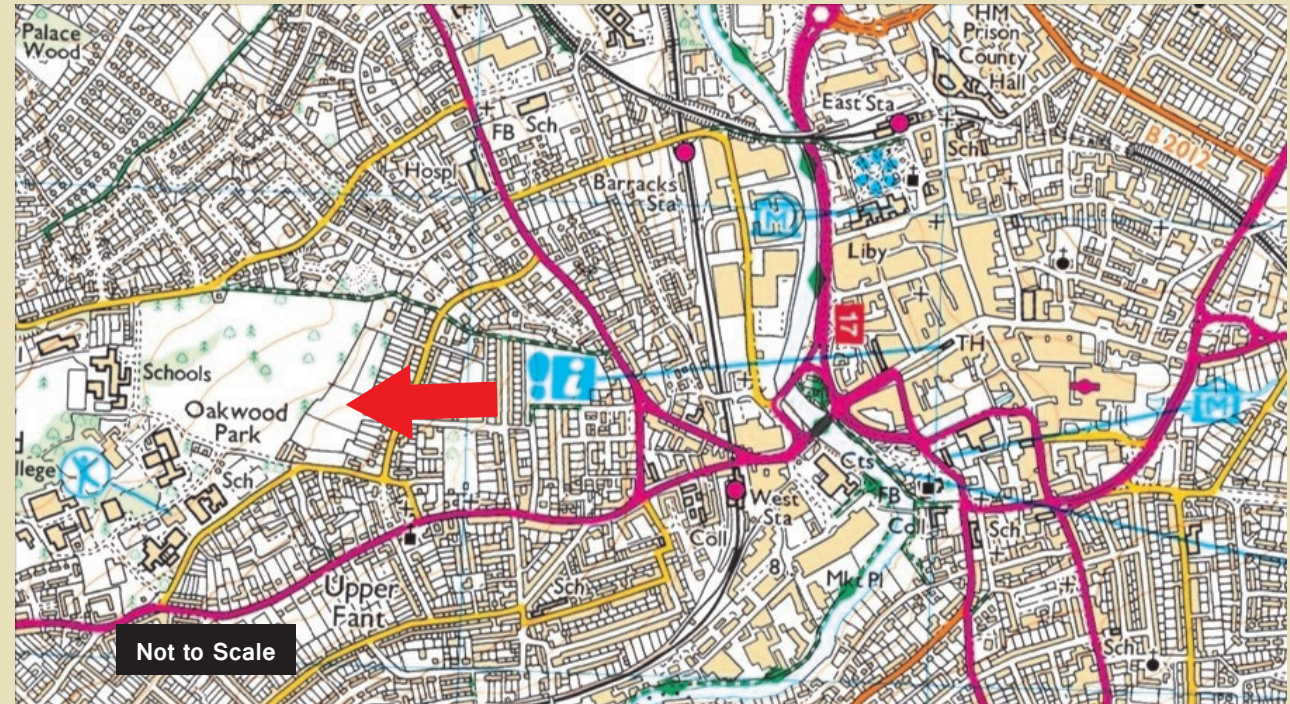 Palace
Wood
HM
Prison
County
Hall
East Sta
FB
Sch
Sch
B 2012
Hospl
Barracks
Sta
M
Liby
17
TH
! i
Schools
Oakwood
Park
M
llege
Sch
Cts
FB
West
Sta
Coll
Sch
8
Mkt Pl
Upper
Fant
Sch
Sch
Not to Scale